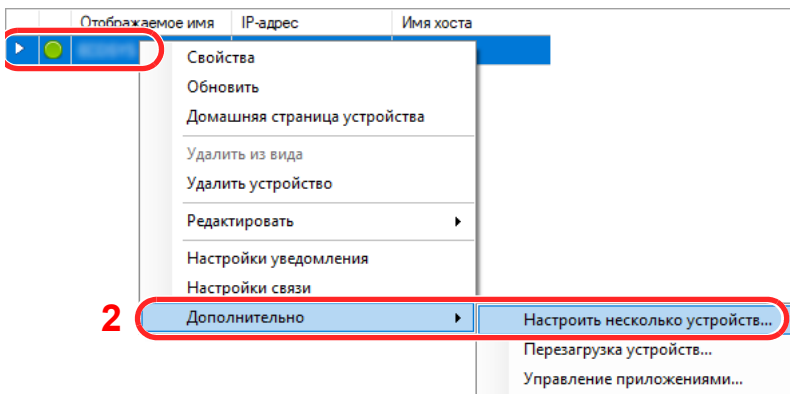 Отображаемое имя IP-адрес Имя хоста
Свойства
Обновить
Домашняя страница устройства
Удалить из вида
Удалить устройство
Редактировать
Настройки уведомления
Настройки связи
2 Дополнительно Настроить несколько устройств...
Перезагрузка устройств...
Управление приложениями...